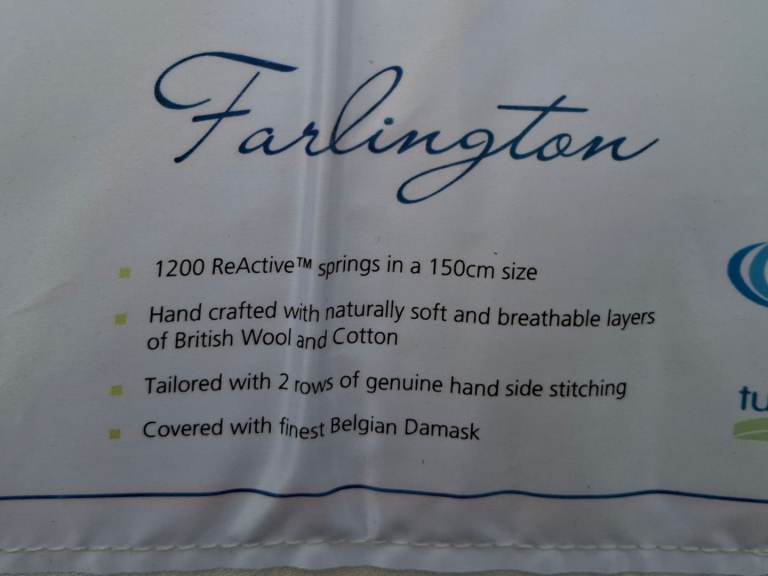 Farlington
1200 ReActive™ springs in a 150cm size
Hand crafted with naturally soft and breathable layers
of British Wool and Cotton
Tailored with 2 rows of genuine hand side stitching
Covered with finest Belgian Damask
tu